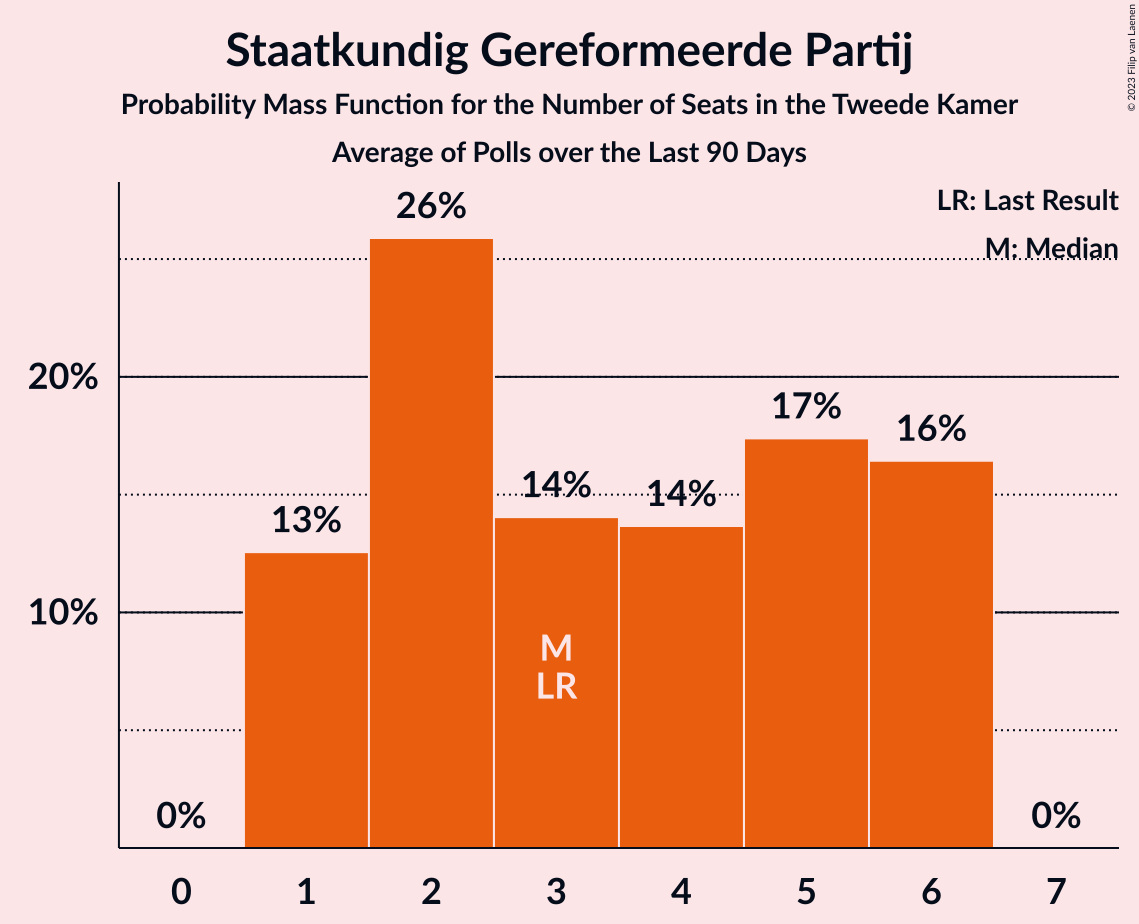 Staatkundig Gereformeerde Partij
Probability Mass Function for the Number of Seats in the Tweede Kamer
Average of Polls over the Last 90 Days
© 2023 Filip van Laenen
LR: Last Result
M: Median
26%
20%
17%
16%
14%
14%
13%
10%
M
LR
0%
0%
0 1 2 3 4 5 6 7